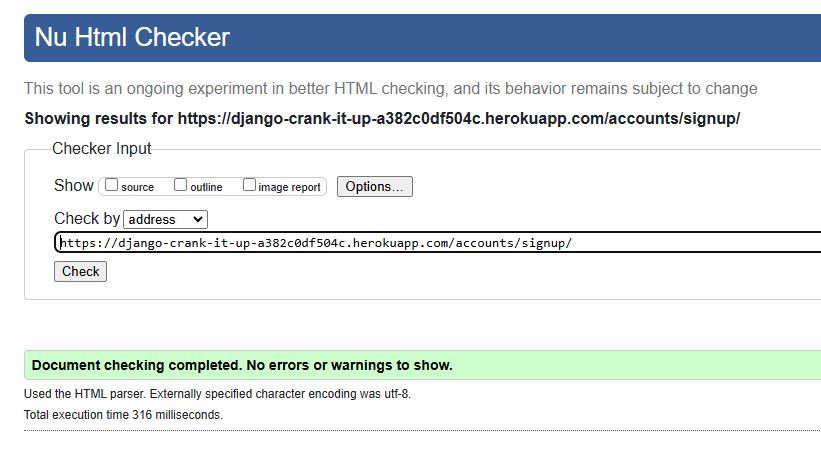 Nu Html Checker
This tool is an ongoing experiment in better HTML checking, and its behavior remains subject to change
Showing results for https://django-crank-it-up-a382c0df504c.herokuapp.com/accounts/signup/
Checker Input
Show source outline image report Options...
Check by address
https://django-crank-it-up-a382c0df504c.herokuapp.com/accounts/signup/
Check
Document checking completed. No errors or warnings to show.
Used the HTML parser. Externally specified character encoding was utf-8.
Total execution time 316 milliseconds.